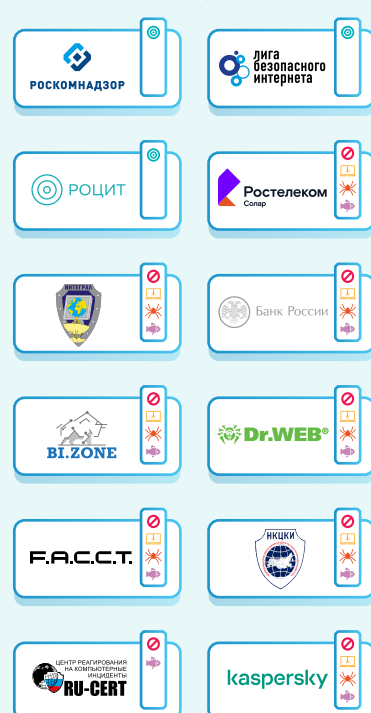 РОСКОМНАДЗОР
лига
безопасного
интернета
РОЦИТ
Ростелеком
Солар
ИНТЕГРАЛ
Банк России
BI.ZONE
Dr.WEB®
F.A.C.C.T.
НКЦКИ
ЦЕНТР РЕАГИРОВАНИЯ
НА КОМПЬЮТЕРНЫЕ
ИНЦИДЕНТЫ
RU-CERT
kaspersky